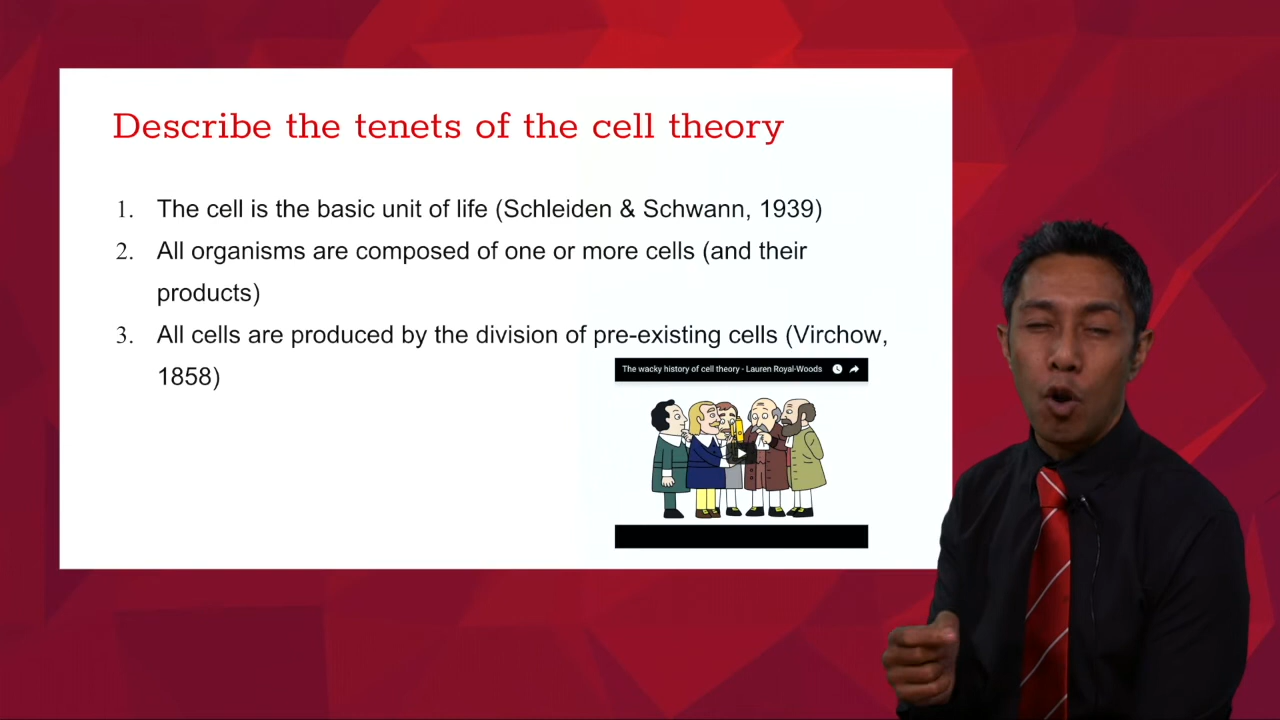 Describe the tenets of the cell theory
1. The cell is the basic unit of life (Schleiden & Schwann, 1939)
2. All organisms are composed of one or more cells (and their
products)
3. All cells are produced by the division of pre-existing cells (Virchow,
1858)
The wacky history of cell theory - Lauren Royal-Woods